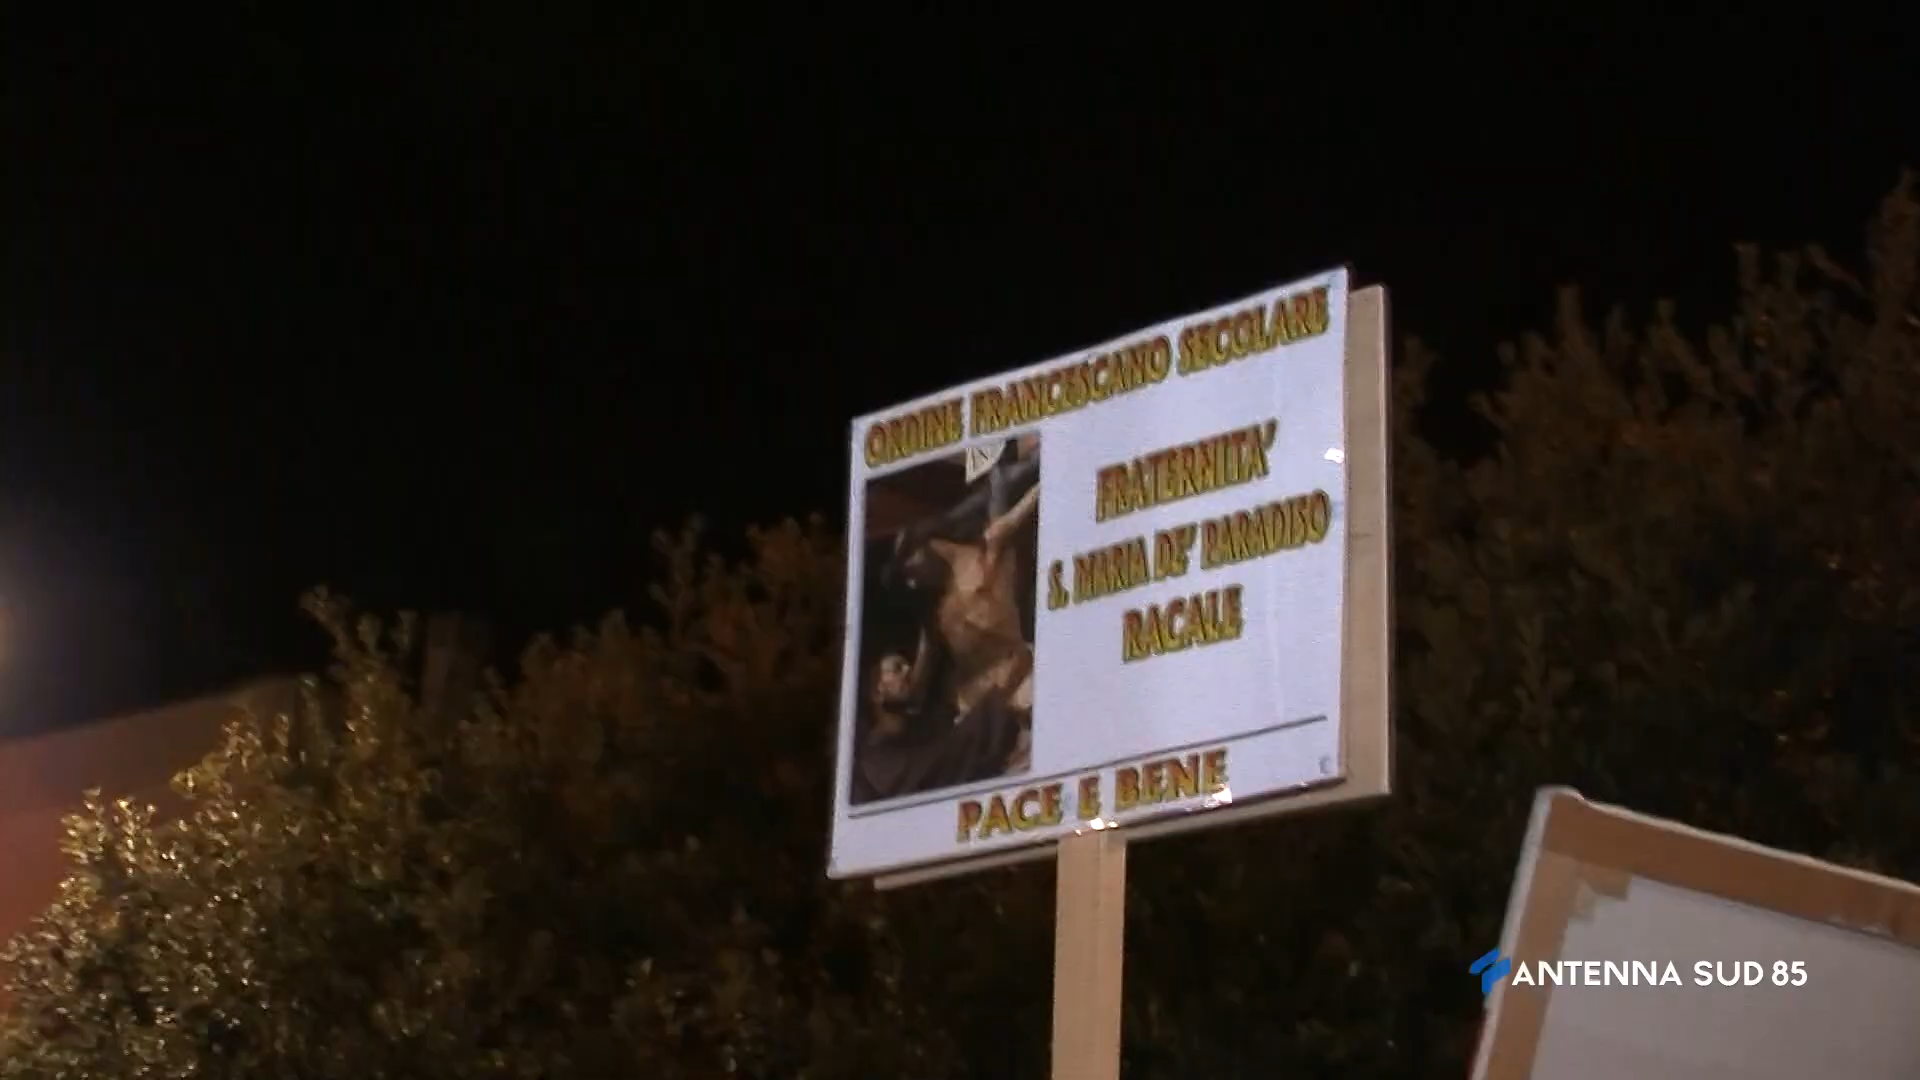 ORDINE FRANCESCANO SECOLARE
FRATERNITA'
S. MARIA DE' PARADISO
RACALE
PACE E BENE
ANTENNA SUD 85